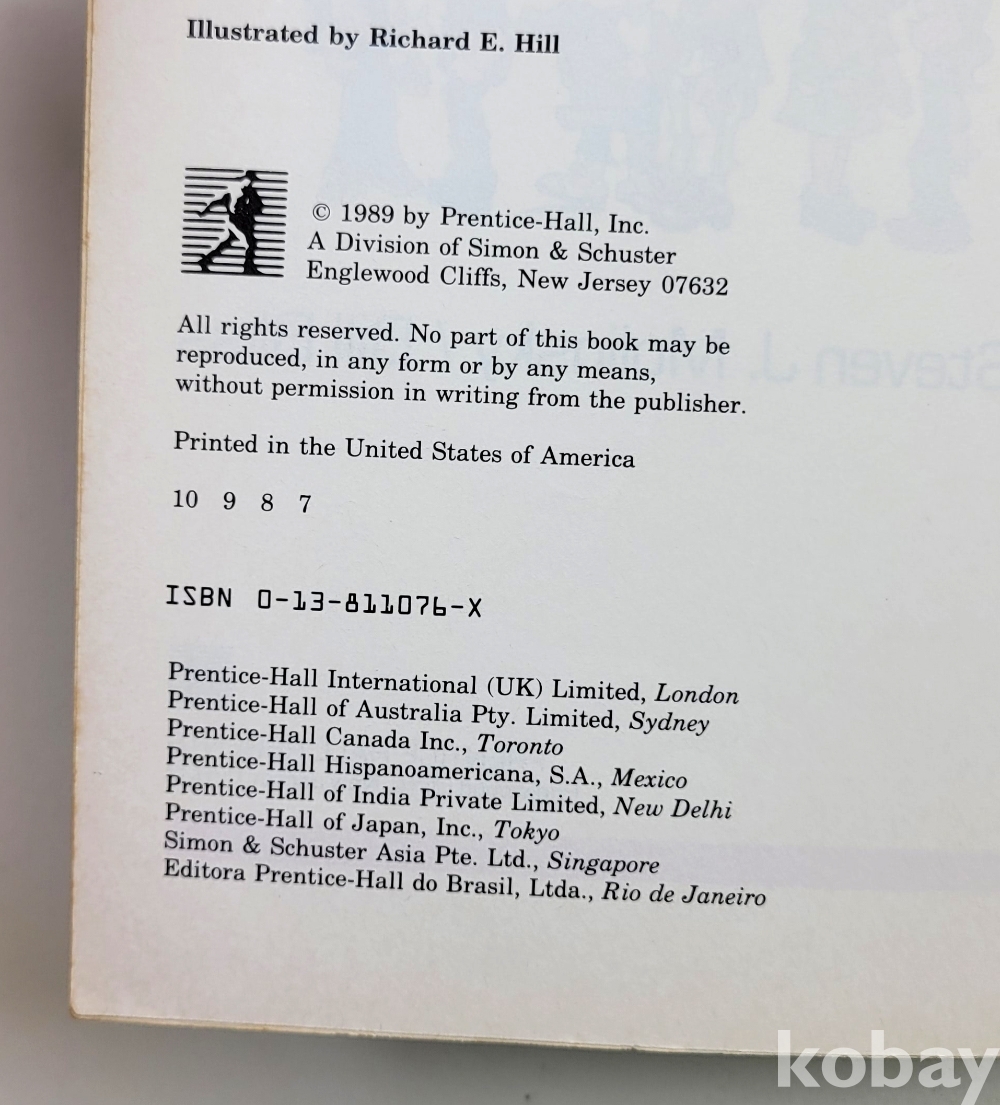 Illustrated by Richard E. Hill
© 1989 by Prentice-Hall, Inc.
A Division of Simon & Schuster
Englewood Cliffs, New Jersey 07632
All rights reserved. No part of this book may be
reproduced, in any form or by any means,
without permission in writing from the publisher.
Printed in the United States of America
10 9 8 7
ISBN 0-13-811076-X
Prentice-Hall International (UK) Limited, London
Prentice-Hall of Australia Pty. Limited, Sydney
Prentice-Hall Canada Inc., Toronto
Prentice-Hall Hispanoamericana, S.A., Mexico
Prentice-Hall of India Private Limited, New Delhi
Prentice-Hall of Japan, Inc., Tokyo
Simon & Schuster Asia Pte. Ltd., Singapore
Editora Prentice-Hall do Brasil, Ltda., Rio de Janeiro
kobay